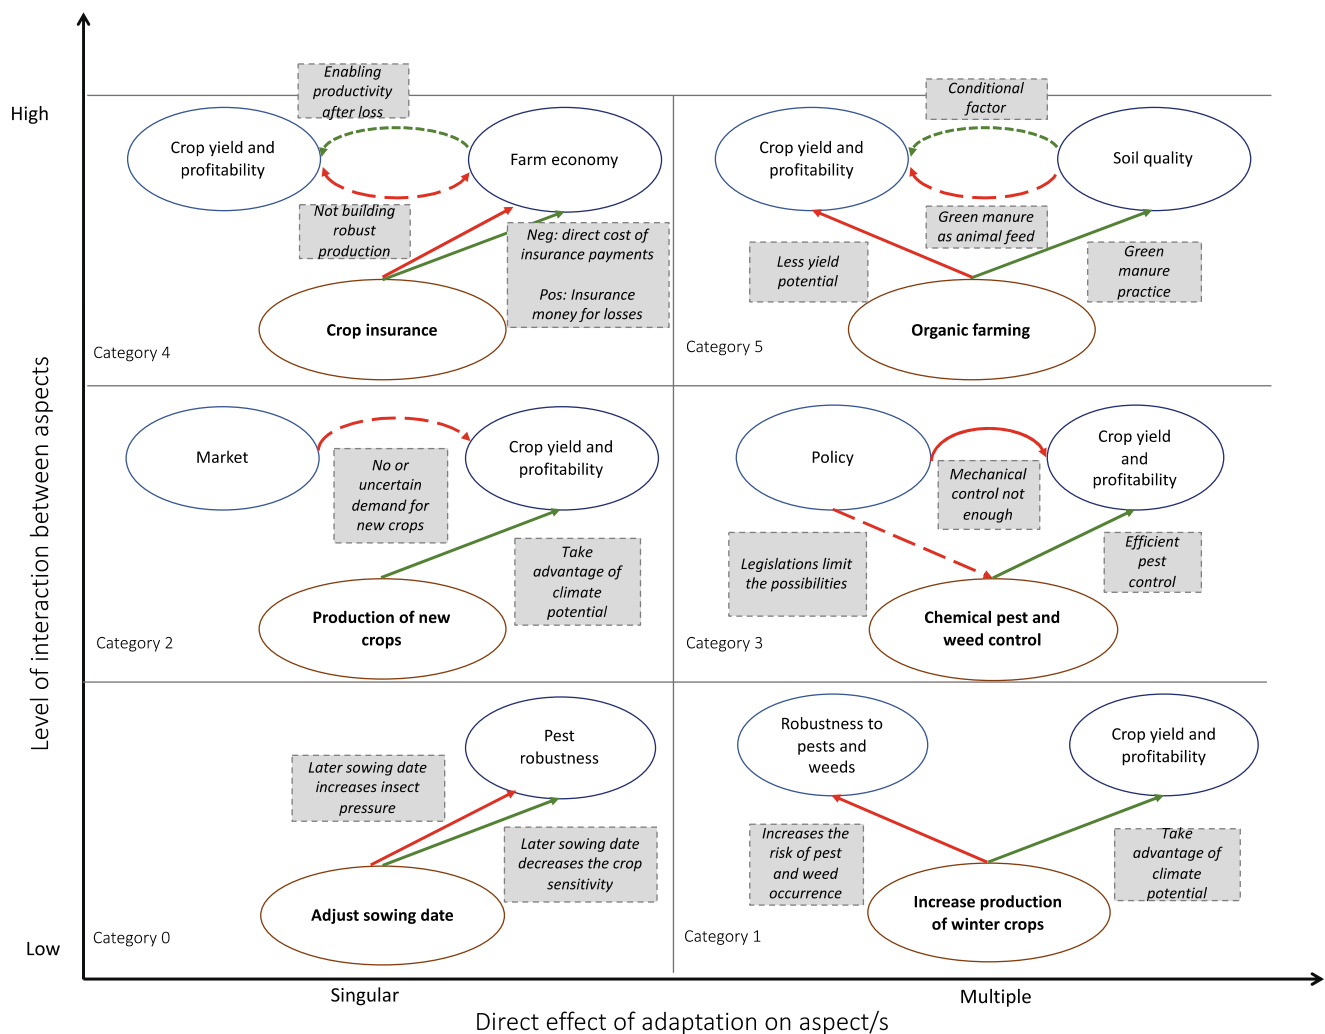 High
Level of interaction between aspects
Low
Enabling
productivity
after loss
Crop yield and
profitability
Farm economy
Not building
robust
production
Neg: direct cost of
insurance payments
Pos: Insurance
money for losses
Crop insurance
Category 4
Conditional
factor
Crop yield and
profitability
Soil quality
Green manure
as animal feed
Less yield
potential
Green
manure
practice
Organic farming
Category 5
Market
Crop yield and
profitability
No or
uncertain
demand for
new crops
Take
advantage of
climate
potential
Production of new
crops
Category 2
Policy
Crop yield
and
profitability
Mechanical
control not
enough
Legislations limit
the possibilities
Efficient
pest
control
Chemical pest and
weed control
Category 3
Pest
robustness
Later sowing date
increases insect
pressure
Later sowing date
decreases the crop
sensitivity
Adjust sowing date
Category 0
Robustness to
pests and
weeds
Crop yield and
profitability
Increases the
risk of pest
and weed
occurrence
Take
advantage of
climate
potential
Increase production
of winter crops
Category 1
Singular
Multiple
Direct effect of adaptation on aspect/s